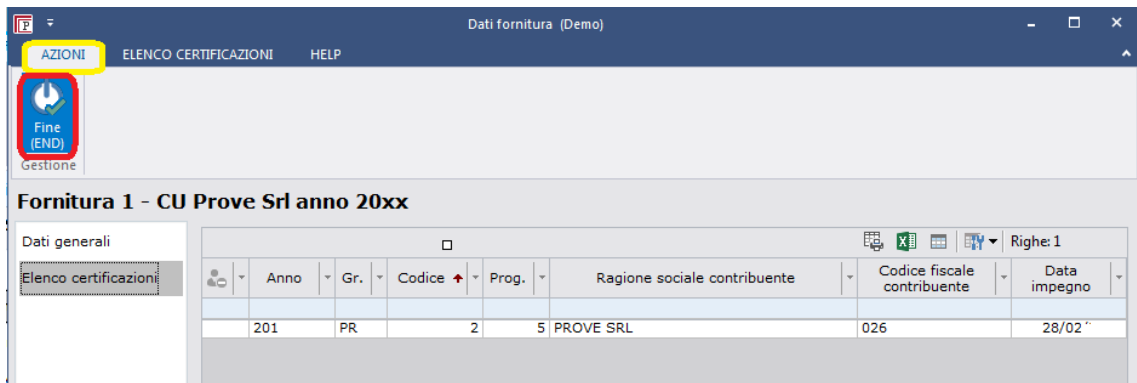 Dati fornitura (Demo)
AZIONI ELENCO CERTIFICAZIONI HELP
Fine
(END)
Gestione
Fornitura 1 - CU Prove Srl anno 20xx
Dati generali
Elenco certificazioni
Righe: 1
Anno Gr. Codice Prog. Ragione sociale contribuente Codice fiscale contribuente Data impegno
201 PR 2 5 PROVE SRL 026 28/02